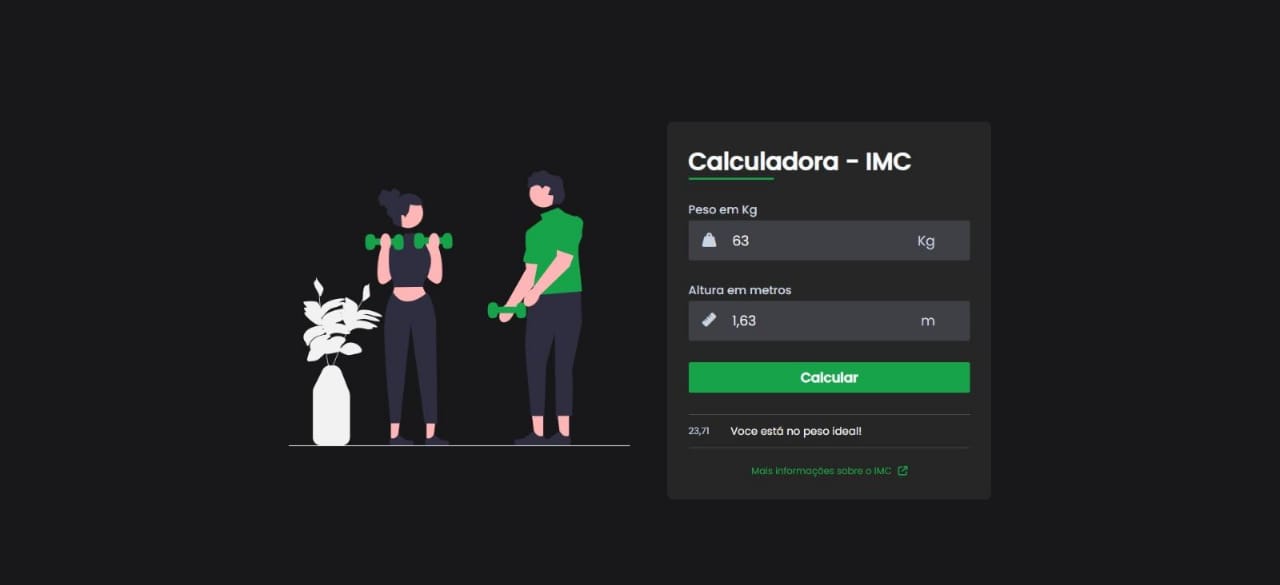 Calculadora - IMC
Peso em Kg
63 Kg
Altura em metros
1,63 m
Calcular
23,71 Voce está no peso ideal!
Mais informações sobre o IMC